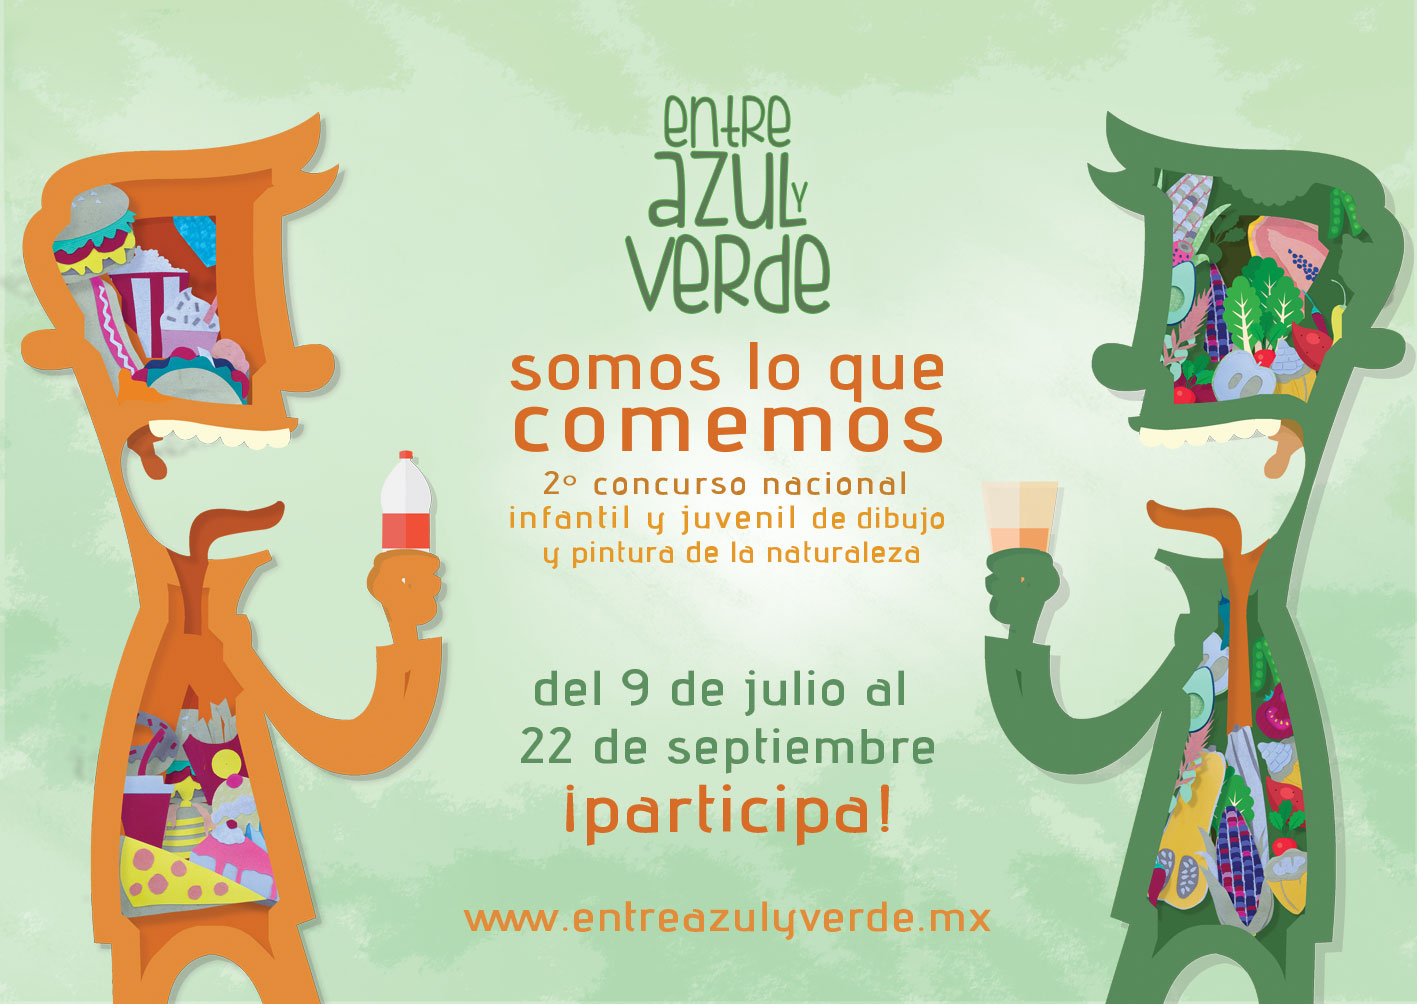 entre
azul y
verde
somos lo que
comemos
2º concurso nacional
infantil y juvenil de dibujo
y pintura de la naturaleza
del 9 de julio al
22 de septiembre
¡participa!
www.entreazulyverde.mx